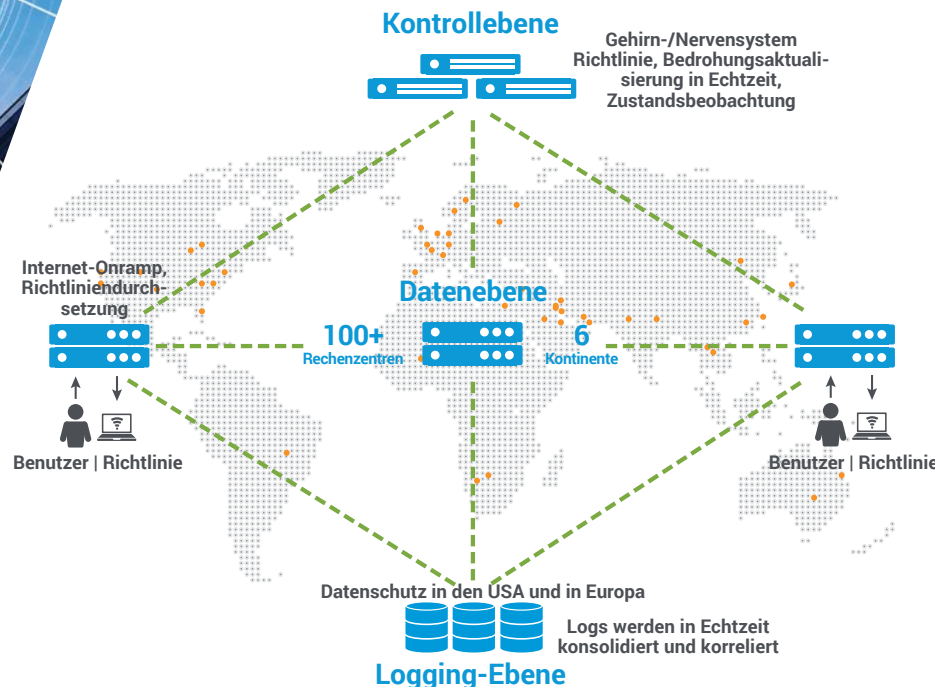 Kontrollebene
Gehirn-/Nervensystem
Richtlinie, Bedrohungsaktuali-
sierung in Echtzeit,
Zustandsbeobachtung
Internet-Onramp,
Richtliniendurch-
setzung
Datenebene
100+
Rechenzentren
6
Kontinente
Benutzer | Richtlinie
Benutzer | Richtlinie
Datenschutz in den USA und in Europa
Logs werden in Echtzeit
konsolidiert und korreliert
Logging-Ebene